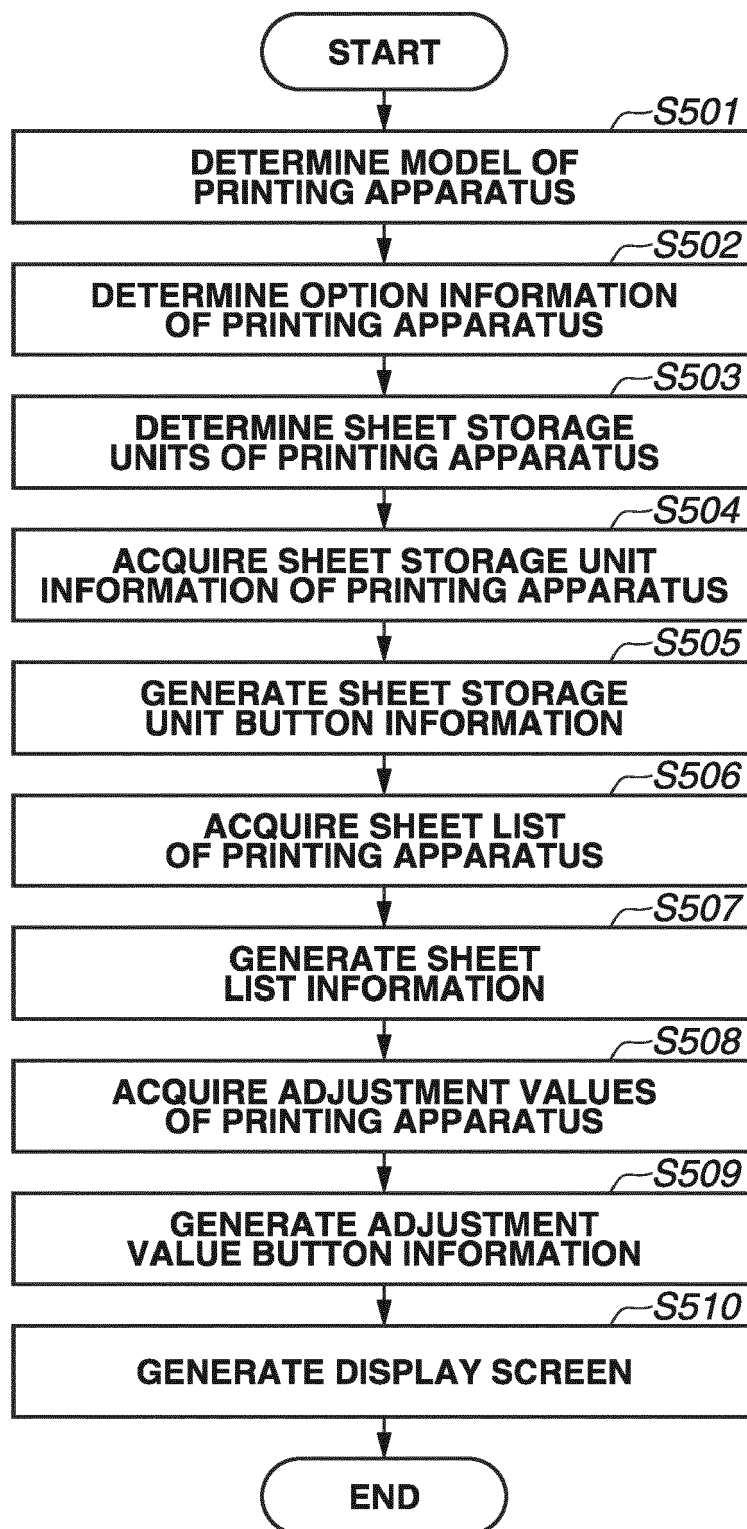 START
S501
DETERMINE MODEL OF
PRINTING APPARATUS
S502
DETERMINE OPTION INFORMATION
OF PRINTING APPARATUS
S503
DETERMINE SHEET STORAGE
UNITS OF PRINTING APPARATUS
S504
ACQUIRE SHEET STORAGE UNIT
INFORMATION OF PRINTING APPARATUS
S505
GENERATE SHEET STORAGE
UNIT BUTTON INFORMATION
S506
ACQUIRE SHEET LIST
OF PRINTING APPARATUS
S507
GENERATE SHEET
LIST INFORMATION
S508
ACQUIRE ADJUSTMENT VALUES
OF PRINTING APPARATUS
S509
GENERATE ADJUSTMENT
VALUE BUTTON INFORMATION
S510
GENERATE DISPLAY SCREEN
END